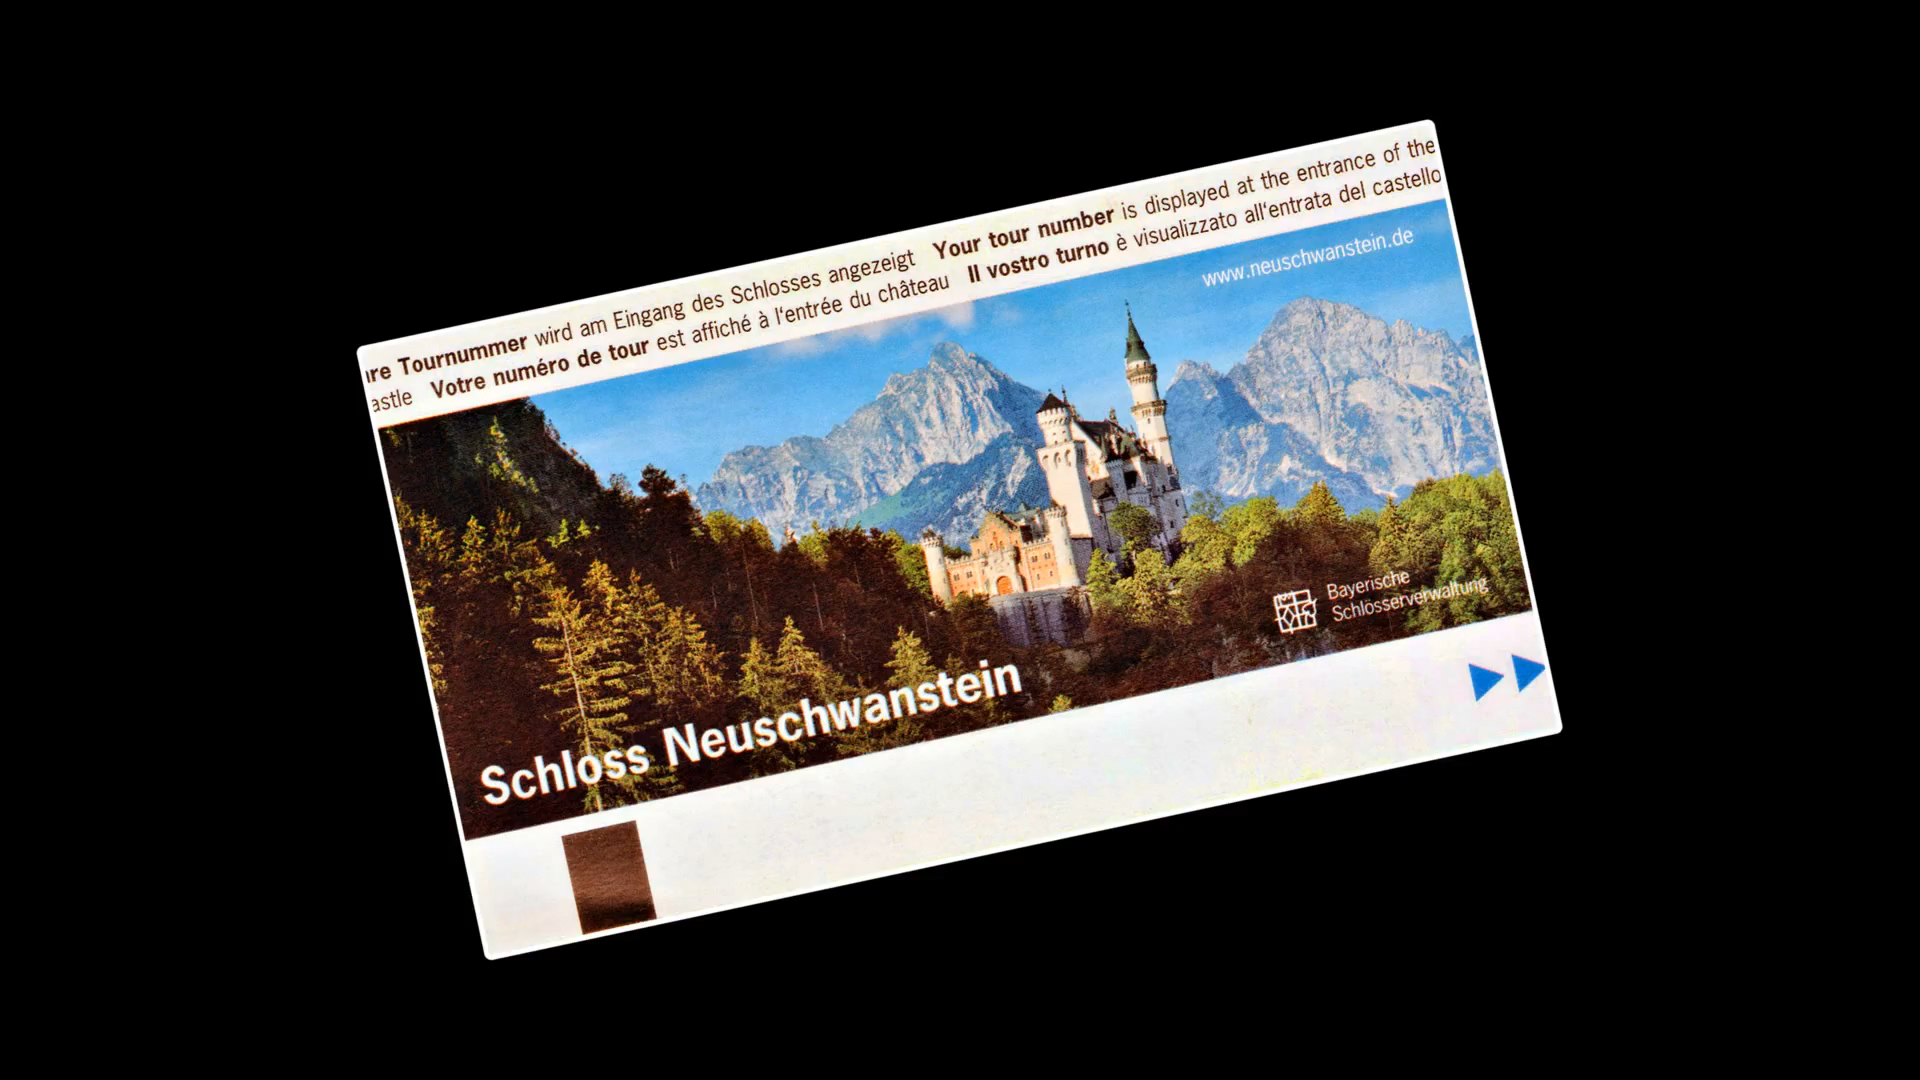 re Tournummer wird am Eingang des Schlosses angezeigt Your tour number is displayed at the entrance of the
astle Votre numéro de tour est affiché à l'entrée du château Il vostro turno è visualizzato all'entrata del castello
www.neuschwanstein.de
Bayerische
Schlösserverwaltung
Schloss Neuschwanstein